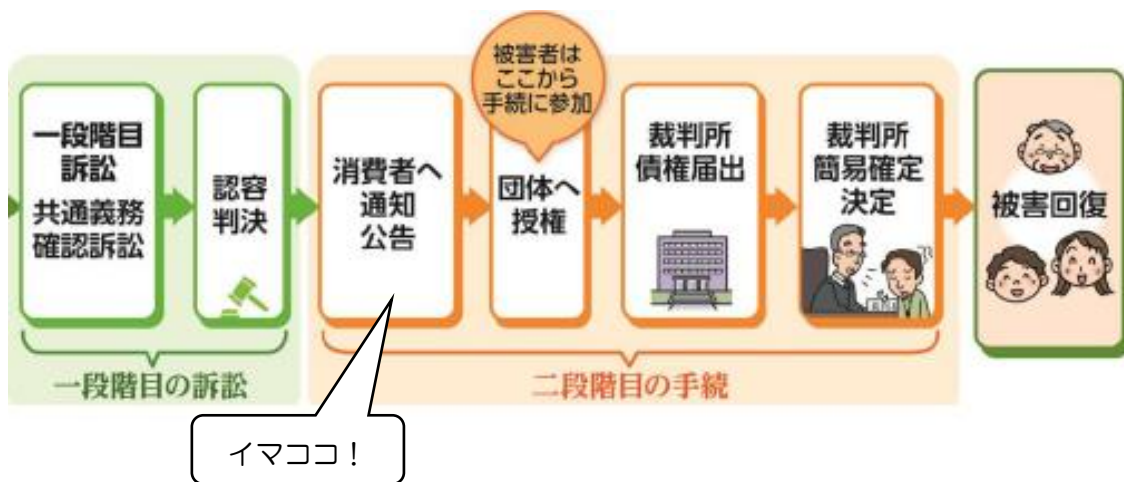 被害者は
ここから
手続に参加
一段階目
訴訟
共通義務
確認訴訟
認容
判決
消費者へ
通知
公告
団体へ
授権
裁判所
債権届出
裁判所
簡易確定
決定
被害回復
一段階目の訴訟
二段階目の手続
イマココ！